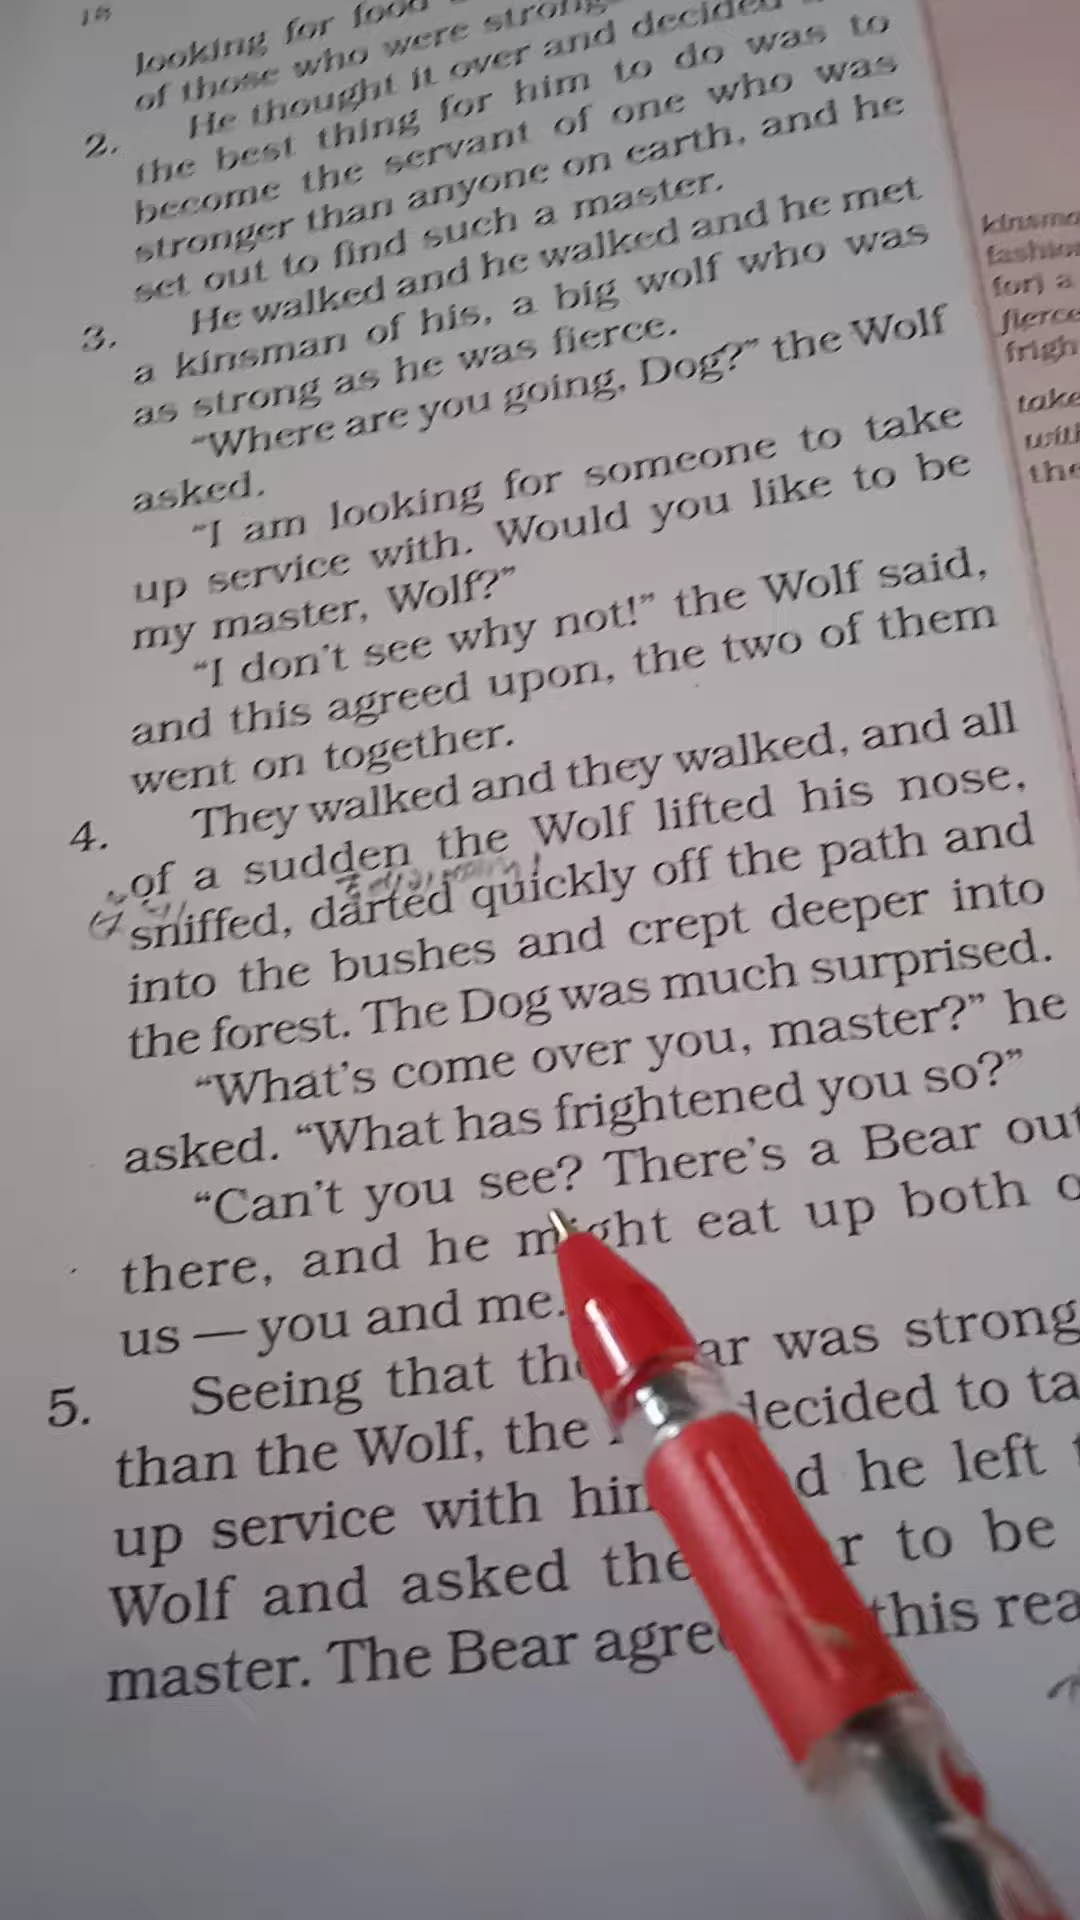 18
looking for food
of those who were strong
2. He thought it over and decided
the best thing for him to do was to
become the servant of one who was
stronger than anyone on earth, and he
set out to find such a master.
3. He walked and he walked and he met
a kinsman of his, a big wolf who was
as strong as he was fierce.
“Where are you going, Dog?” the Wolf
asked.
“I am looking for someone to take
up service with. Would you like to be
my master, Wolf?”
“I don’t see why not!” the Wolf said,
and this agreed upon, the two of them
went on together.
4. They walked and they walked, and all
of a sudden the Wolf lifted his nose,
sniffed, darted quickly off the path and
into the bushes and crept deeper into
the forest. The Dog was much surprised.
“What’s come over you, master?” he
asked. “What has frightened you so?”
“Can’t you see? There’s a Bear out
there, and he might eat up both o
us — you and me.
5. Seeing that the ar was strong
than the Wolf, the decided to ta
up service with hi d he left t
Wolf and asked the r to be
master. The Bear agre this rea
kinsma
fashion
for) a
fierce
frigh
take
with
the